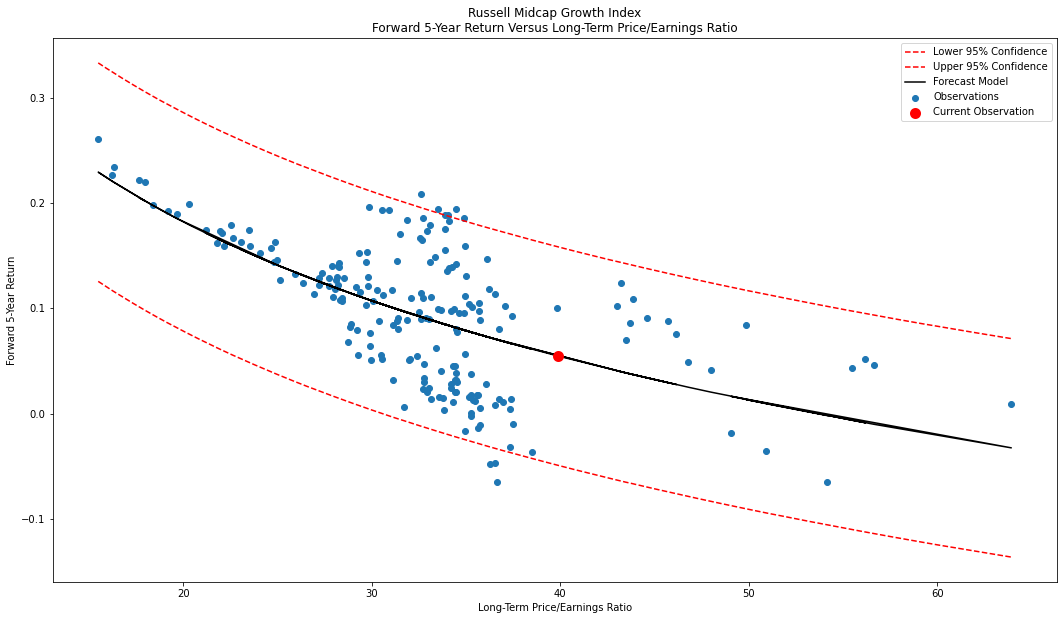 Russell Midcap Growth Index
Forward 5-Year Return Versus Long-Term Price/Earnings Ratio
Lower 95% Confidence
Upper 95% Confidence
Forecast Model
Observations
Current Observation
Forward 5-Year Return
0.3
0.2
0.1
0.0
−0.1
20
30
40
50
60
Long-Term Price/Earnings Ratio